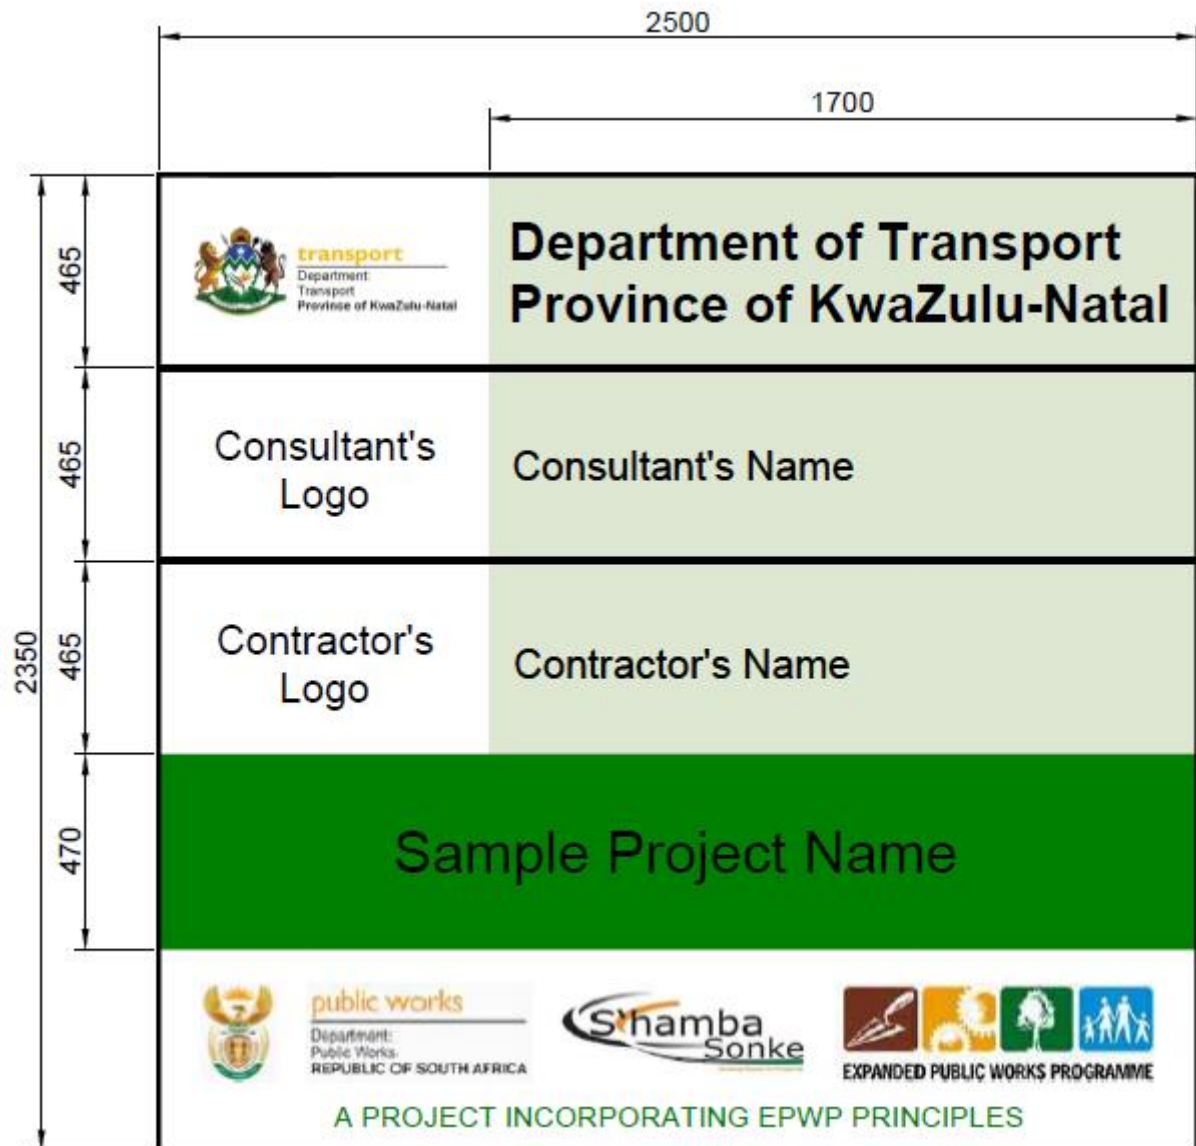 2500
1700
2350
465
transport
Department:
Transport
Province of KwaZulu-Natal
Department of Transport
Province of KwaZulu-Natal
465
Consultant's
Logo
Consultant's Name
465
Contractor's
Logo
Contractor's Name
470
Sample Project Name
public works
Department:
Public Works
REPUBLIC OF SOUTH AFRICA
S'hamba
Sonke
EXPANDED PUBLIC WORKS PROGRAMME
A PROJECT INCORPORATING EPWP PRINCIPLES